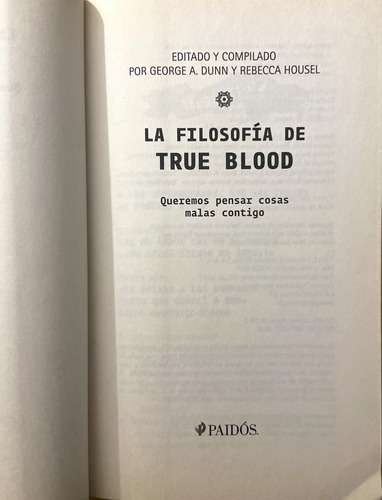 EDITADO Y COMPILADO
POR GEORGE A. DUNN Y REBECCA HOUSEL
LA FILOSOFÍA DE
TRUE BLOOD
Queremos pensar cosas
malas contigo
PAIDÓS